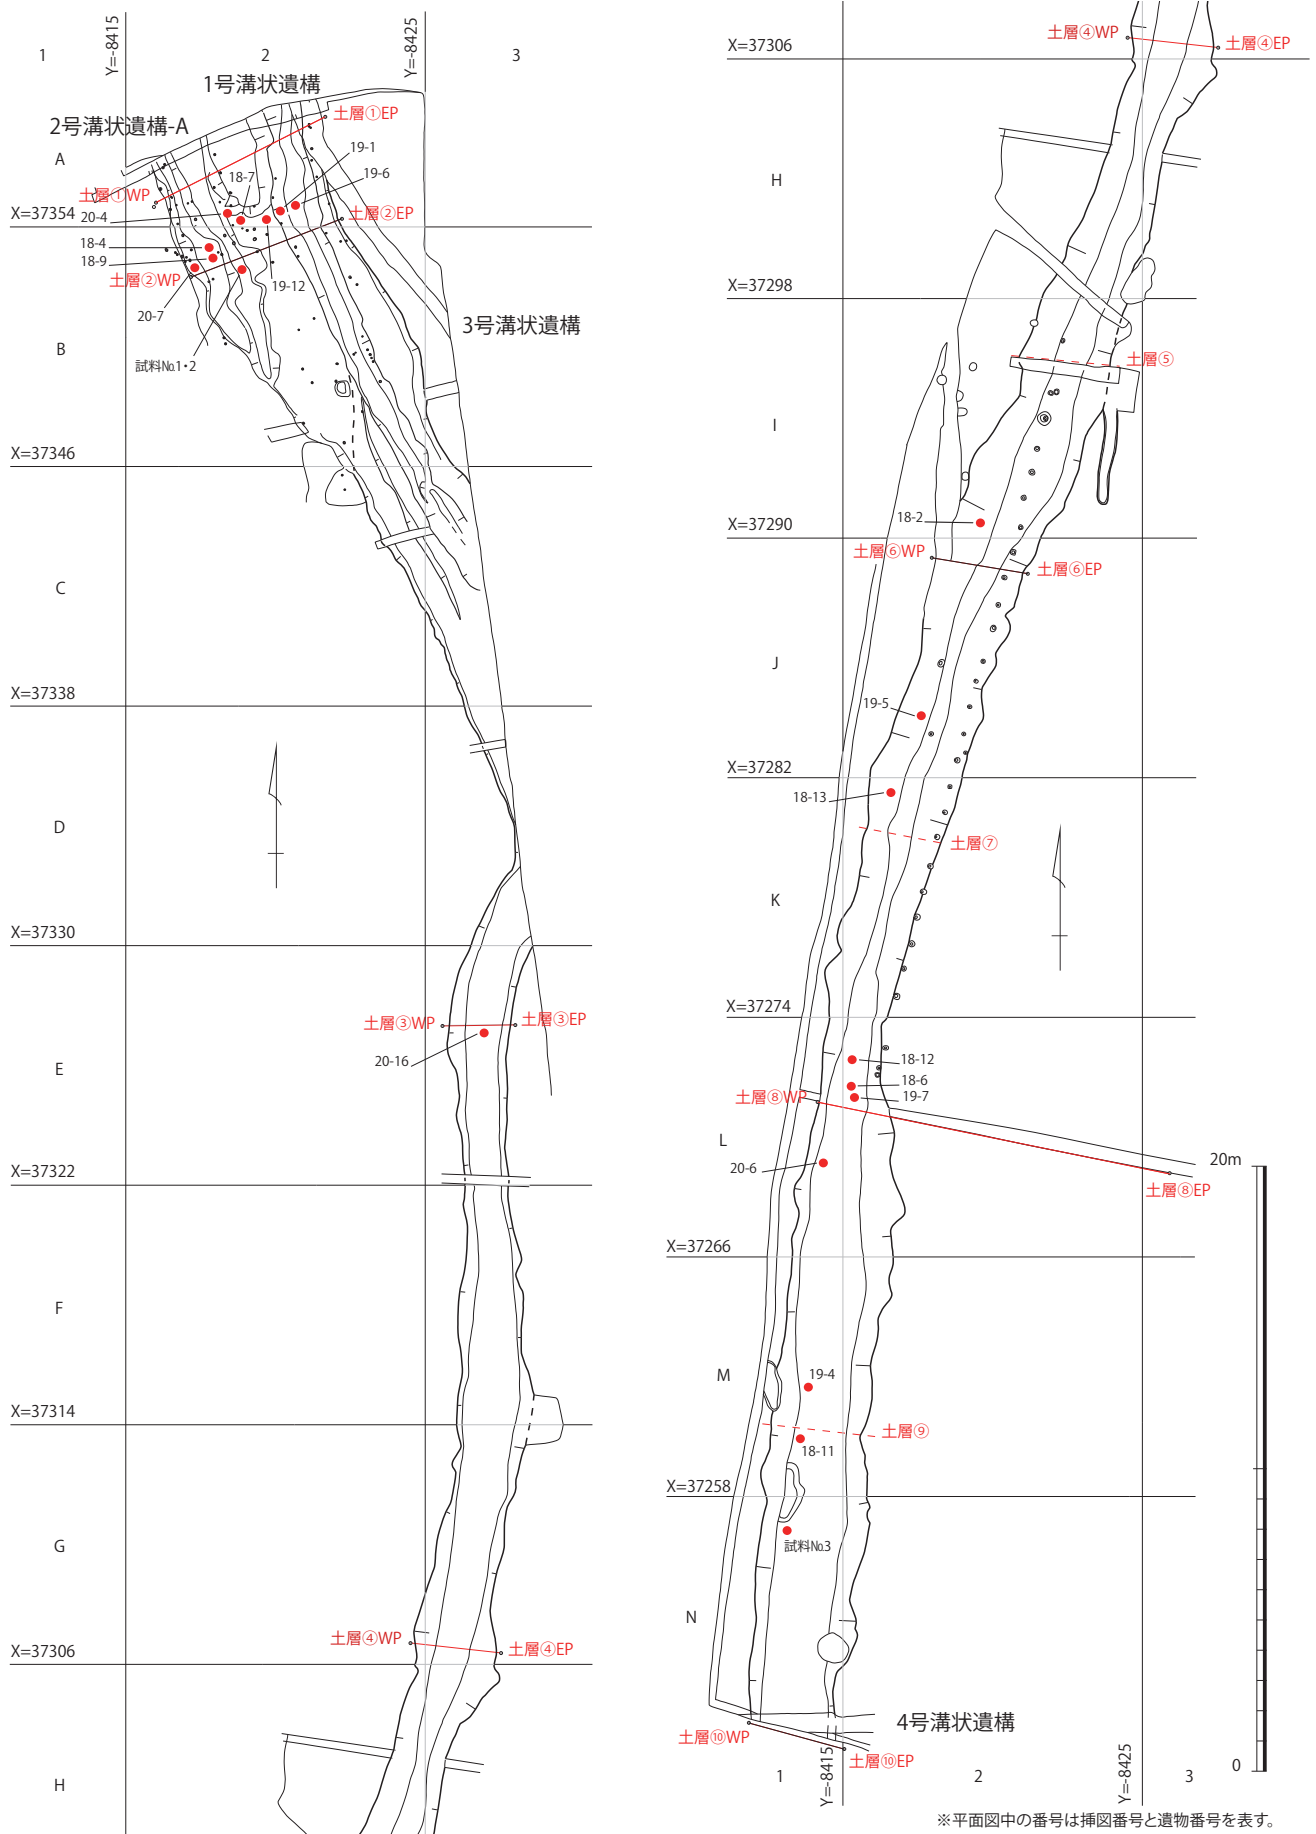 Y=-8415
Y=-8425
1
2
3
1号溝状遺構
2号溝状遺構-A
土層①EP
A
19-1
18-7
19-6
土層①WP
X=37354
20-4
土層②EP
18-4
18-9
土層②WP
19-12
20-7
3号溝状遺構
B
試料№1・2
X=37346
C
X=37338
D
X=37330
土層③WP
土層③EP
20-16
E
X=37322
F
X=37314
G
土層④WP
土層④EP
X=37306
H
土層④WP
土層④EP
X=37306
H
X=37298
土層⑤
I
18-2
X=37290
土層⑥WP
土層⑥EP
J
19-5
X=37282
18-13
土層⑦
K
X=37274
18-12
18-6
19-7
土層⑧WP
L
20-6
20m
土層⑧EP
X=37266
M
19-4
土層⑨
18-11
X=37258
試料№3
N
4号溝状遺構
土層⑩WP
土層⑩EP
0
Y=-8415
Y=-8425
1
2
3
※平面図中の番号は挿図番号と遺物番号を表す。